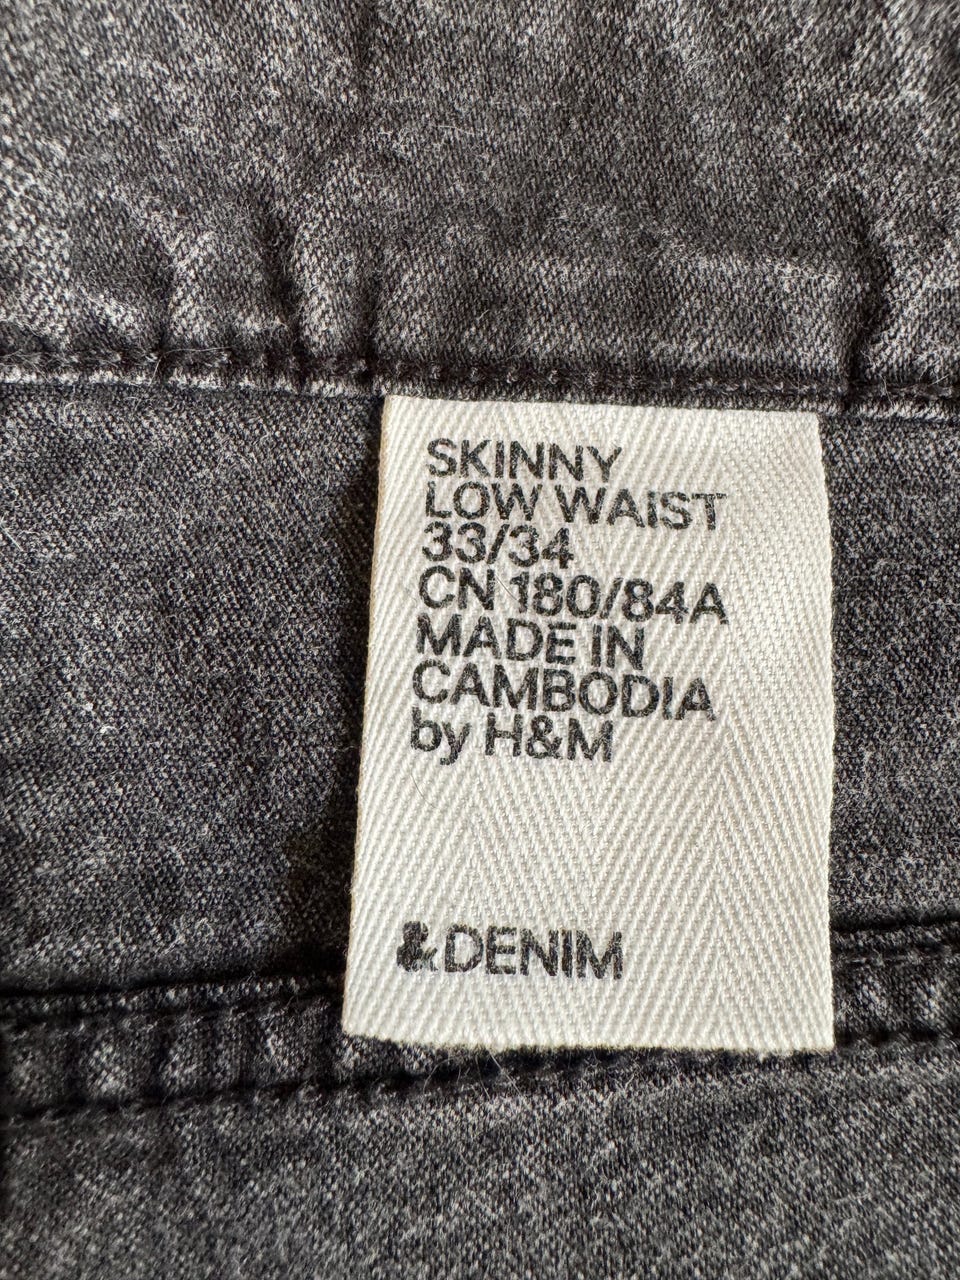 SKINNY
LOW WAIST
33/34
CN 180/84A
MADE IN
CAMBODIA
by H&M
&DENIM